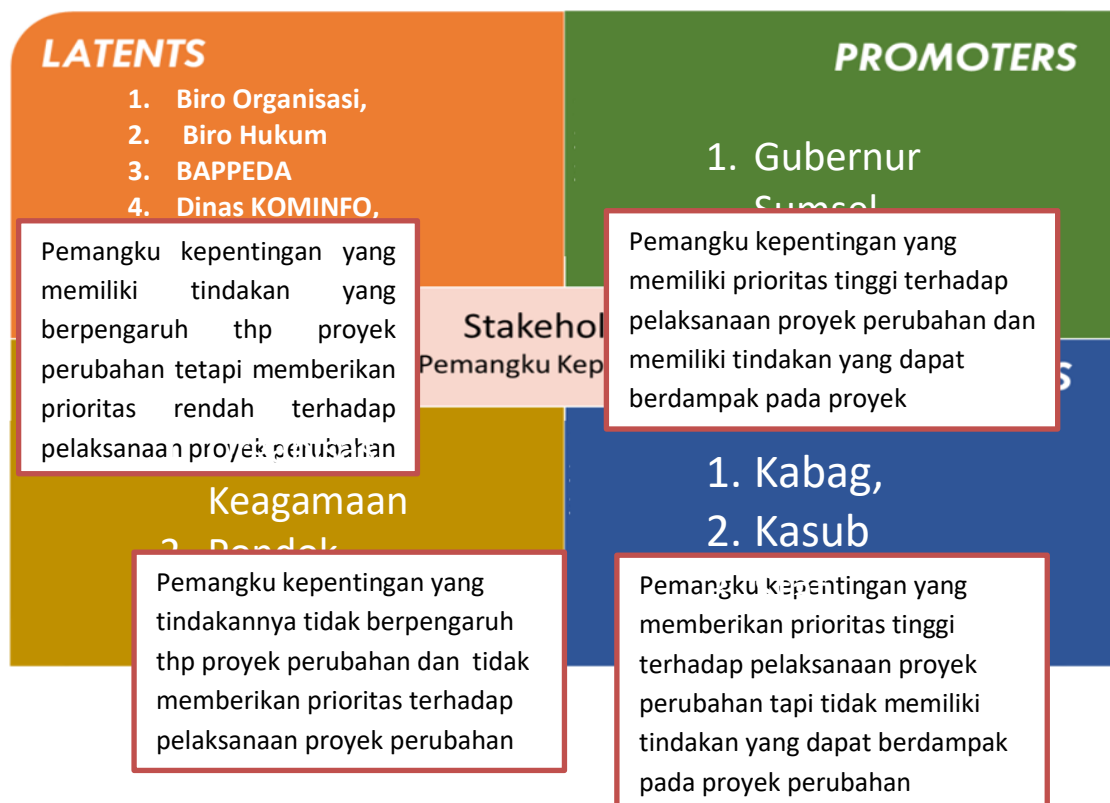 LATENTS
1. Biro Organisasi,
2. Biro Hukum
3. BAPPEDA
4. Dinas KOMINFO,
Pemangku kepentingan yang
memiliki tindakan yang
berpengaruh thp proyek
perubahan tetapi memberikan
prioritas rendah terhadap
pelaksanaan proyek perubahan
PROMOTERS
1. Gubernur
Sumsel
Pemangku kepentingan yang
memiliki prioritas tinggi terhadap
pelaksanaan proyek perubahan dan
memiliki tindakan yang dapat
berdampak pada proyek
Stakehol
Pemangku Kep
S
Keagamaan
2. Pondok
Pemangku kepentingan yang
tindakannya tidak berpengaruh
thp proyek perubahan dan tidak
memberikan prioritas terhadap
pelaksanaan proyek perubahan
1. Kabag,
2. Kasub
Pemangku kepentingan yang
memberikan prioritas tinggi
terhadap pelaksanaan proyek
perubahan tapi tidak memiliki
tindakan yang dapat berdampak
pada proyek perubahan